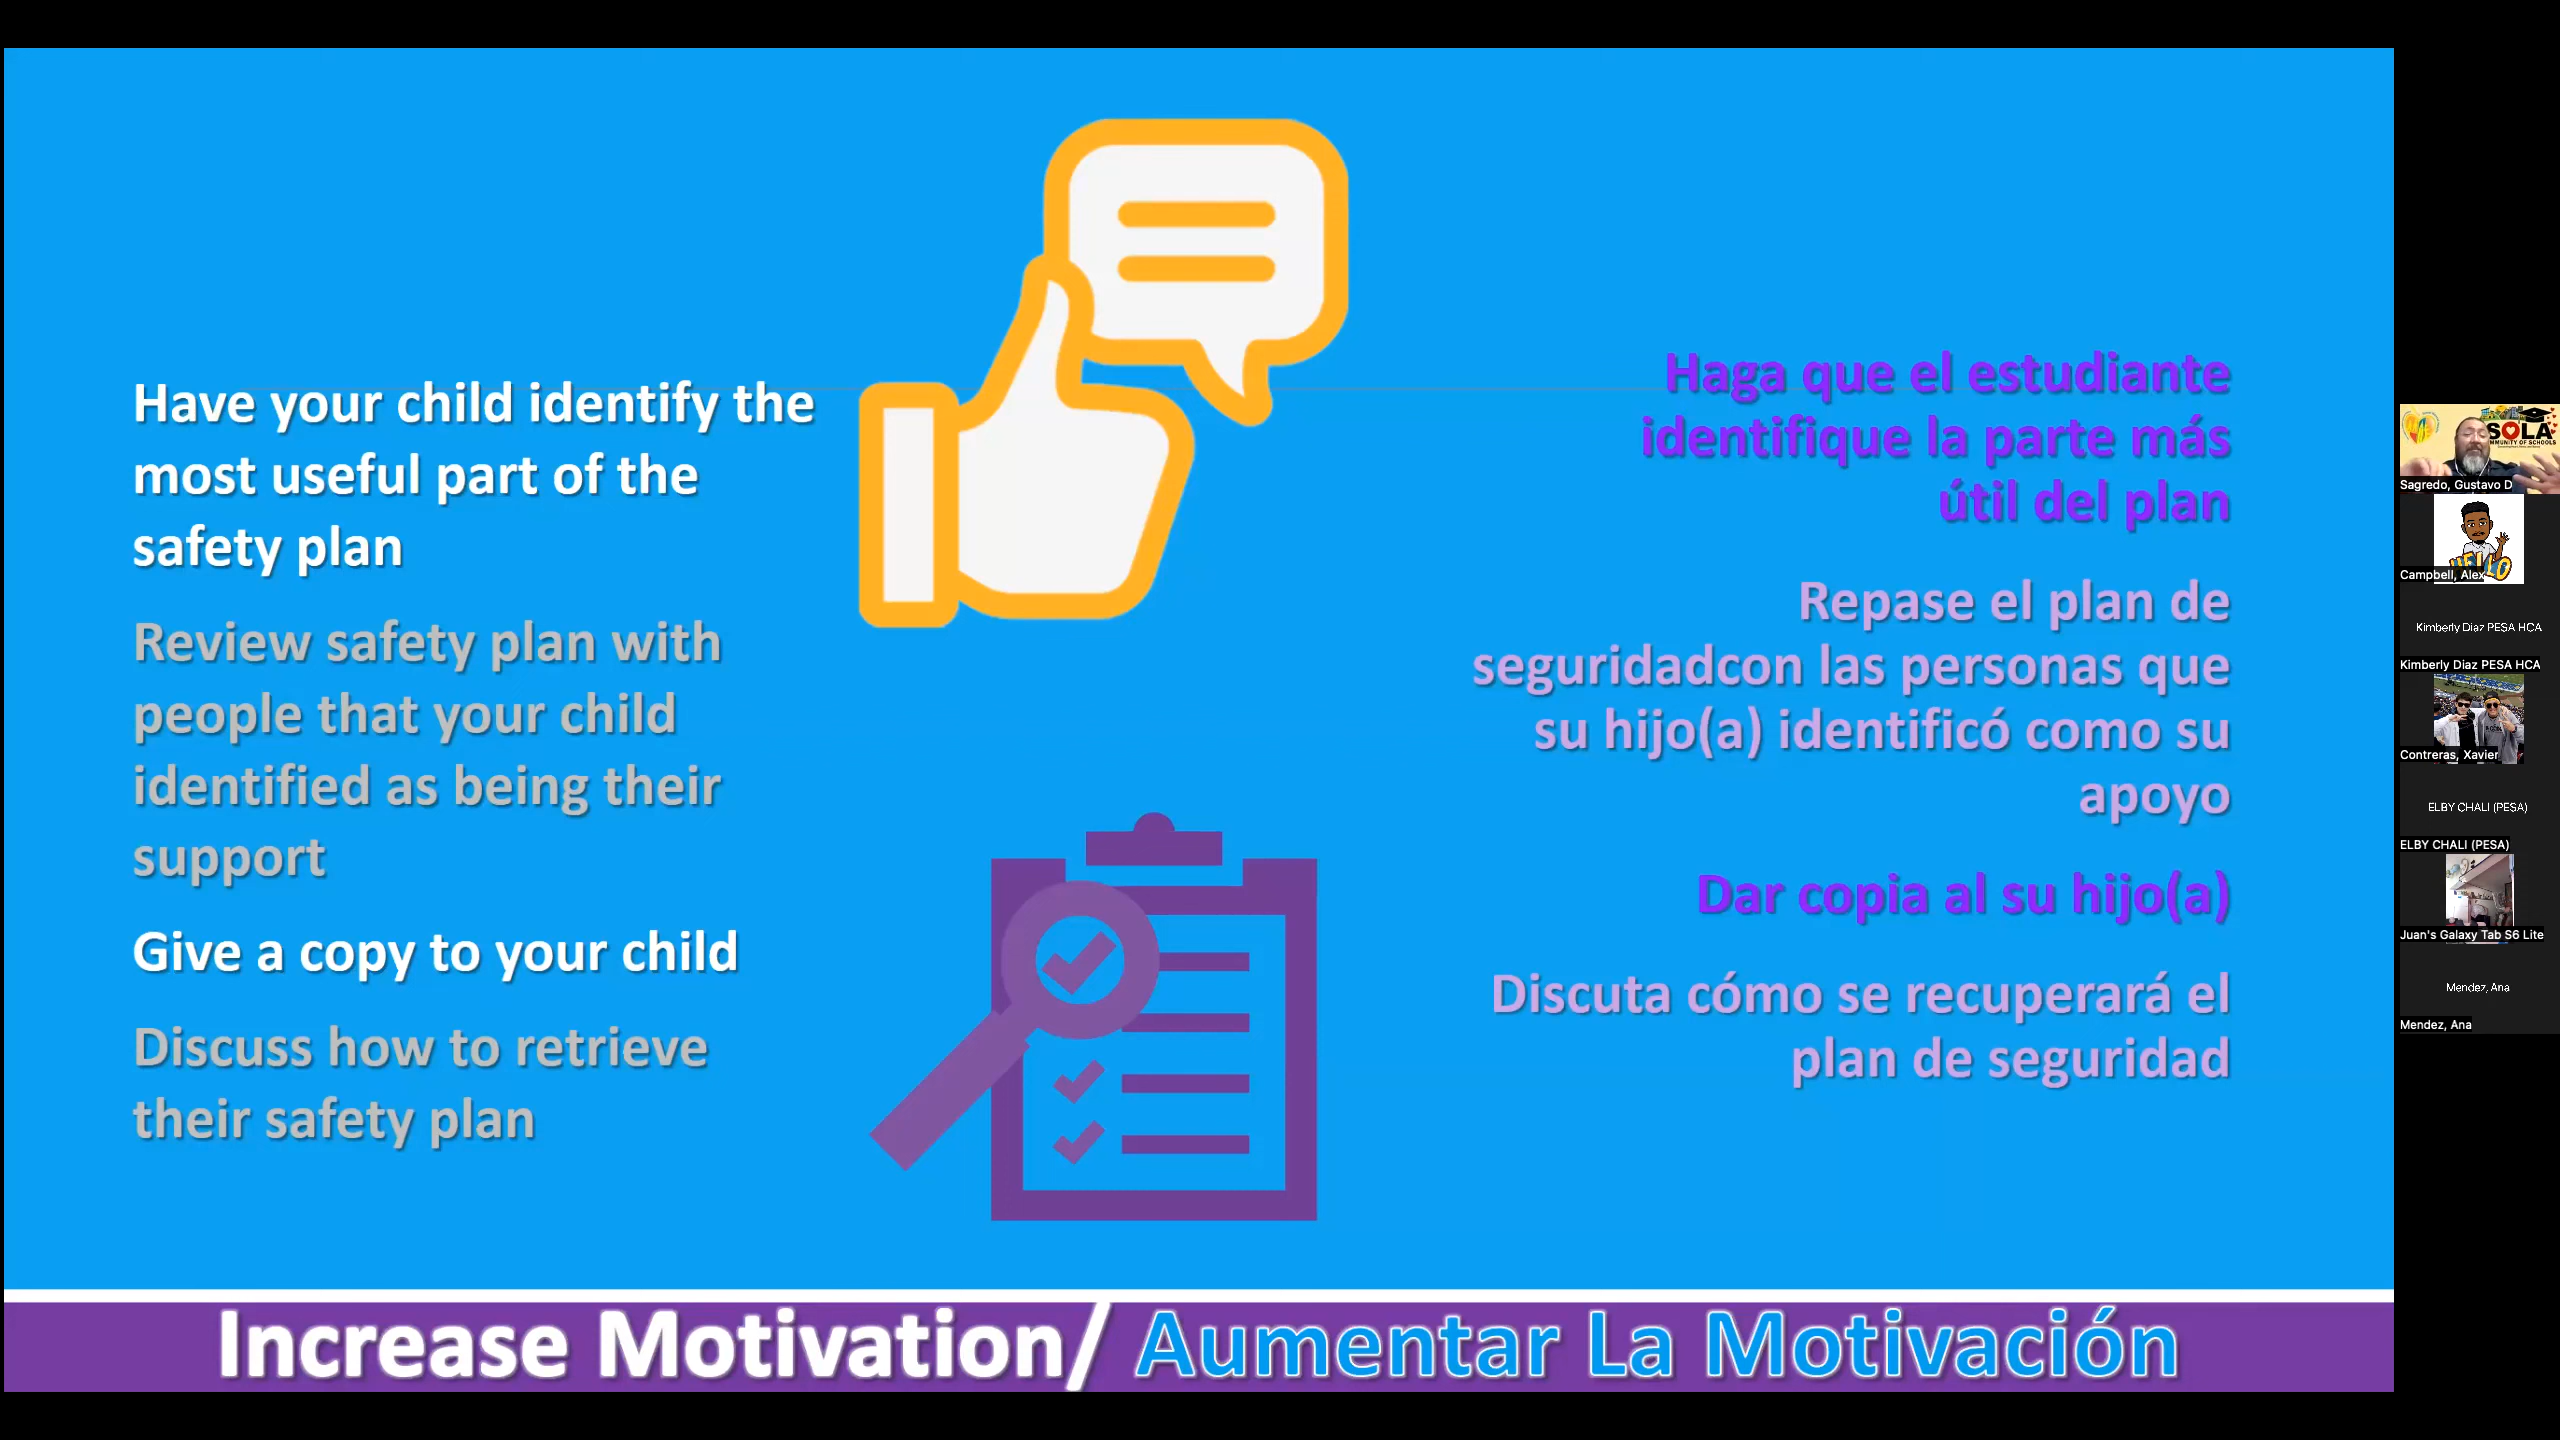 Have your child identify the
most useful part of the
safety plan
Review safety plan with
people that your child
identified as being their
support
Give a copy to your child
Discuss how to retrieve
their safety plan
Haga que el estudiante
identifique la parte más
útil del plan
Repase el plan de
seguridadcon las personas que
su hijo(a) identificó como su
apoyo
Dar copia al su hijo(a)
Discuta cómo se recuperará el
plan de seguridad
Increase Motivation/ Aumentar La Motivación
SOLA
MMUNITY OF SCHOOLS
Sagredo, Gustavo D
HELLO
Campbell, Alex
Kimberly Diaz PESA HCA
Kimberly Diaz PESA HCA
Contreras, Xavier
ELBY CHALI (PESA)
ELBY CHALI (PESA)
Juan's Galaxy Tab S6 Lite
Mendez, Ana
Mendez, Ana